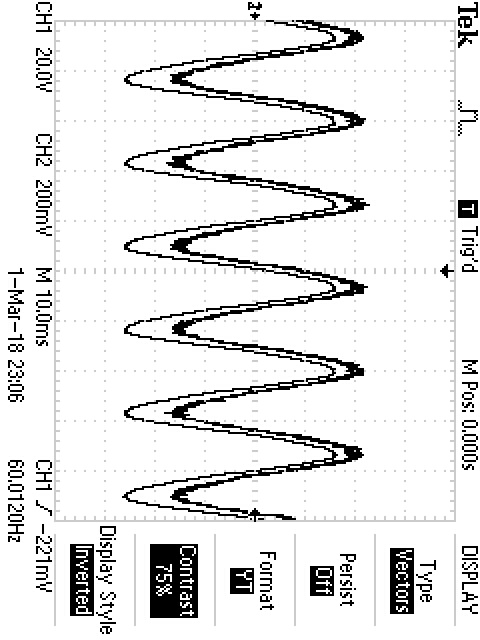 Tek
T Trig'd
M Pos: 0.000s
DISPLAY
Type
Vectors
Persist
Off
Format
YT
Contrast
75%
Display Style
Inverted
2
CH1 20.0V
CH2 200mV
M 10.0ms
CH1 / -221mV
1-Mar-18 23:06
60.0120Hz